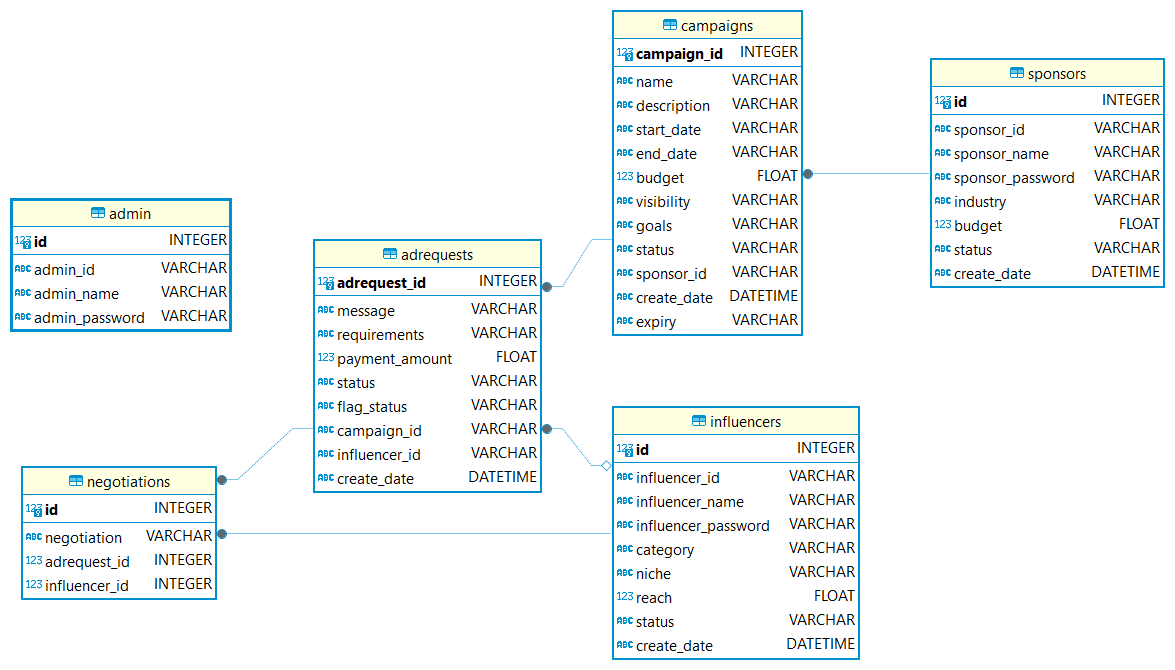 campaigns
campaign_id INTEGER
name VARCHAR
description VARCHAR
start_date VARCHAR
end_date VARCHAR
budget FLOAT
visibility VARCHAR
goals VARCHAR
status VARCHAR
sponsor_id VARCHAR
create_date DATETIME
expiry VARCHAR
sponsors
id INTEGER
sponsor_id VARCHAR
sponsor_name VARCHAR
sponsor_password VARCHAR
industry VARCHAR
budget FLOAT
status VARCHAR
create_date DATETIME
admin
id INTEGER
admin_id VARCHAR
admin_name VARCHAR
admin_password VARCHAR
adrequests
adrequest_id INTEGER
message VARCHAR
requirements VARCHAR
payment_amount FLOAT
status VARCHAR
flag_status VARCHAR
campaign_id VARCHAR
influencer_id VARCHAR
create_date DATETIME
influencers
id INTEGER
influencer_id VARCHAR
influencer_name VARCHAR
influencer_password VARCHAR
category VARCHAR
niche VARCHAR
reach FLOAT
status VARCHAR
create_date DATETIME
negotiations
id INTEGER
negotiation VARCHAR
adrequest_id INTEGER
influencer_id INTEGER